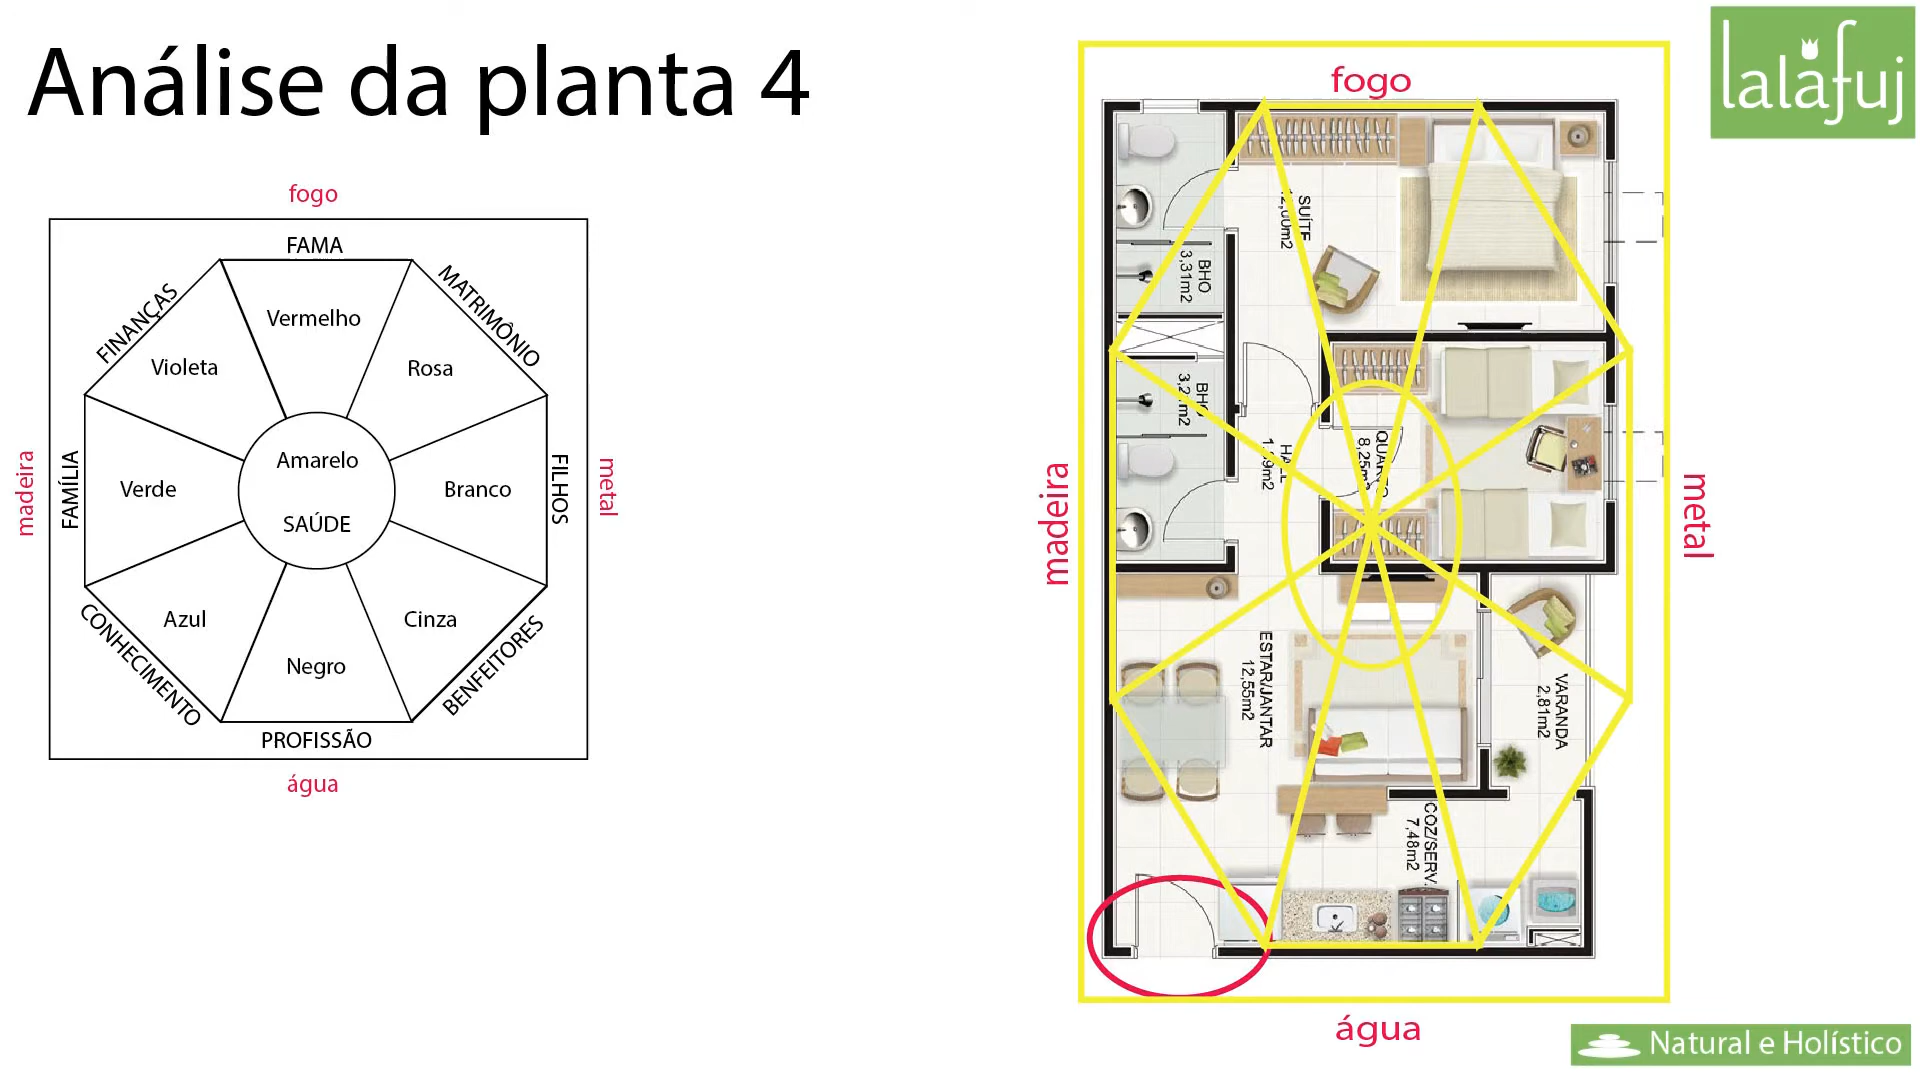 Análise da planta 4
lalafuj
fogo
FAMA
FINANÇAS
MATRIMÔNIO
Vermelho
Violeta
Rosa
madeira
FAMÍLIA
Verde
Amarelo
SAÚDE
Branco
FILHOS
metal
Azul
Cinza
Negro
CONHECIMENTO
BENFEITORES
PROFISSÃO
água
fogo
SUÍTE
BHO
3,31m2
BHO
QUARTO
madeira
metal
ESTAR/JANTAR
12,55m2
VARANDA
2,81m2
COZ/SERV.
7,48m2
água
Natural e Holístico